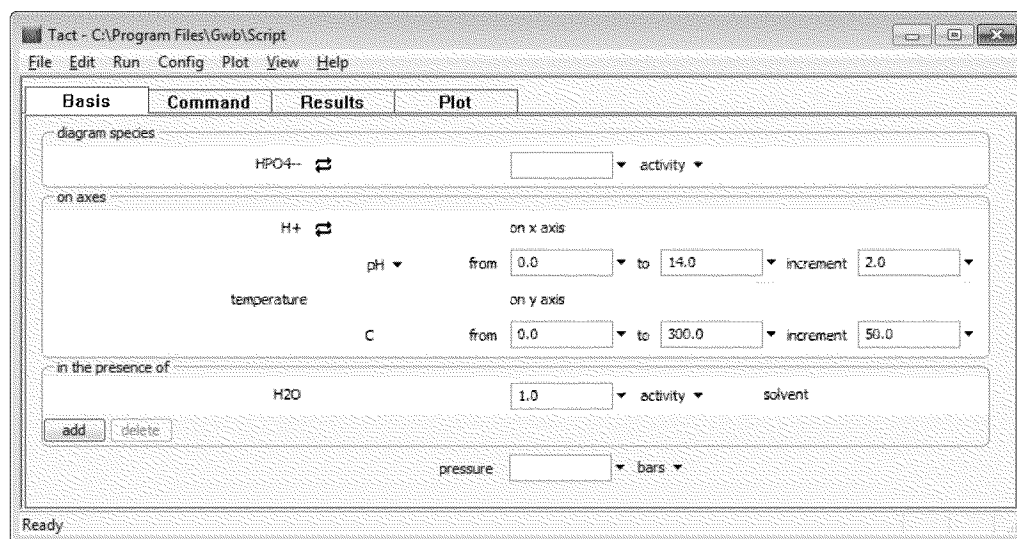 Tact - C:\Program Files\Gwb\Script
File Edit Run Config Plot View Help
Basis Command Results Plot
diagram species
HPO4-- activity
on axes
H+ on x axis
pH from 0.0 to 14.0 increment 2.0
temperature on y axis
C from 0.0 to 300.0 increment 50.0
in the presence of
H2O 1.0 activity solvent
add delete
pressure bars
Ready